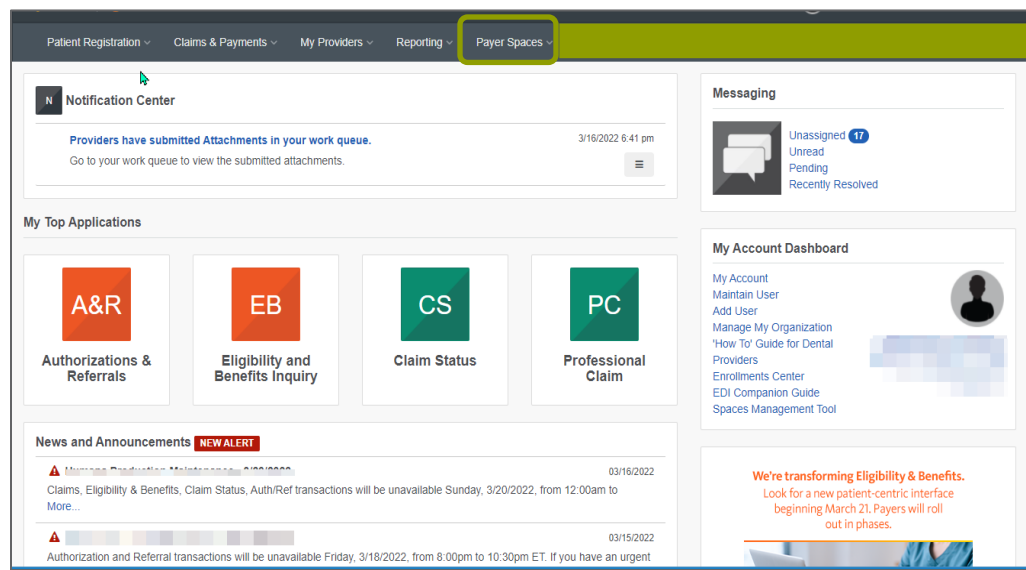 Patient Registration
Claims & Payments
My Providers
Reporting
Payer Spaces
N
Notification Center
Providers have submitted Attachments in your work queue.
3/16/2022 6:41 pm
Go to your work queue to view the submitted attachments.
My Top Applications
A&R
Authorizations &
Referrals
EB
Eligibility and
Benefits Inquiry
CS
Claim Status
PC
Professional
Claim
News and Announcements NEW ALERT
03/16/2022
Claims, Eligibility & Benefits, Claim Status, Auth/Ref transactions will be unavailable Sunday, 3/20/2022, from 12:00am to
More...
03/15/2022
Authorization and Referral transactions will be unavailable Friday, 3/18/2022, from 8:00pm to 10:30pm ET. If you have an urgent
Messaging
Unassigned 17
Unread
Pending
Recently Resolved
My Account Dashboard
My Account
Maintain User
Add User
Manage My Organization
'How To' Guide for Dental
Providers
Enrollments Center
EDI Companion Guide
Spaces Management Tool
We're transforming Eligibility & Benefits.
Look for a new patient-centric interface
beginning March 21. Payers will roll
out in phases.